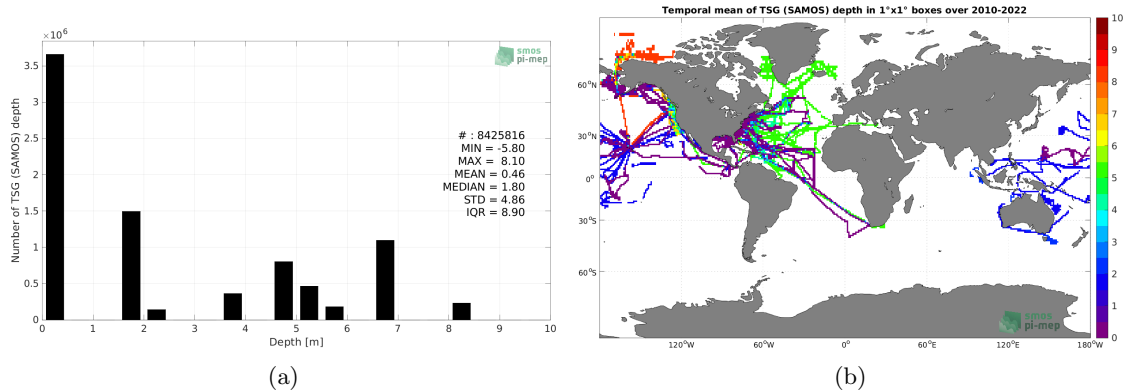 ×10⁶
smos
pi-mep
3.5
3
2.5
2
1.5
1
0.5
0
Number of TSG (SAMOS) depth
# : 8425816
MIN = -5.80
MAX = 8.10
MEAN = 0.46
MEDIAN = 1.80
STD = 4.86
IQR = 8.90
0 1 2 3 4 5 6 7 8 9 10
Depth [m]
(a)
Temporal mean of TSG (SAMOS) depth in 1°x1° boxes over 2010-2022
60°N
30°N
0°
30°S
60°S
120°W 60°W 0° 60°E 120°E 180°W
10
9
8
7
6
5
4
3
2
1
0
smos
pi-mep
(b)